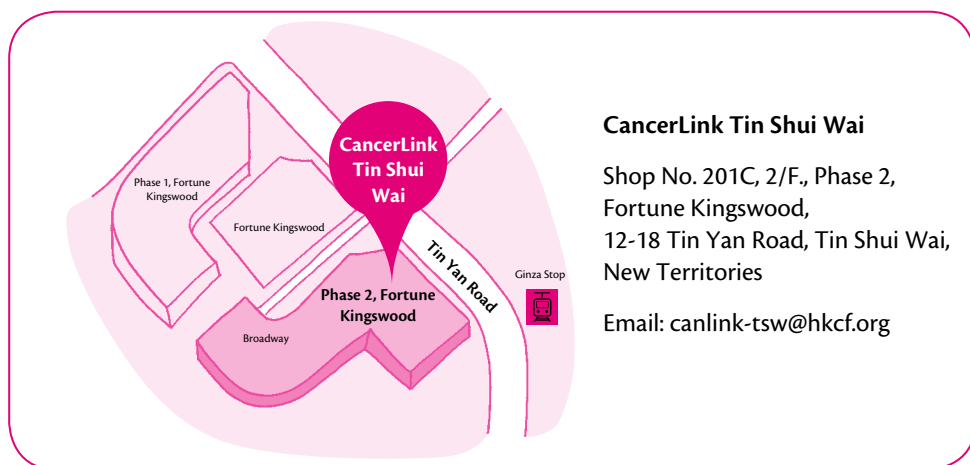 CancerLink
Tin Shui
Wai
Phase 1, Fortune
Kingswood
Fortune Kingswood
Tin Yan Road
Ginza Stop
Phase 2, Fortune
Kingswood
Broadway
CancerLink Tin Shui Wai
Shop No. 201C, 2/F., Phase 2,
Fortune Kingswood,
12-18 Tin Yan Road, Tin Shui Wai,
New Territories
Email: canlink-tsw@hkcf.org